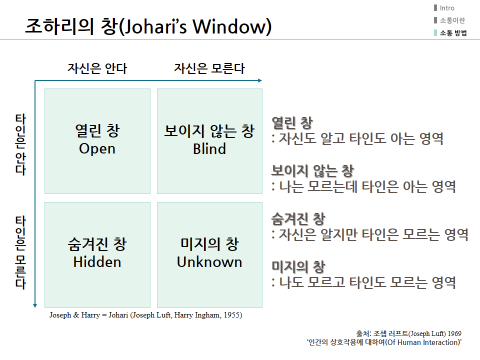 조하리의 창(Johari's Window)
Intro
소통이란
소통 방법
자신은 안다
자신은 모른다
타인은 안다
타인은 모른다
열린 창
Open
보이지 않는 창
Blind
숨겨진 창
Hidden
미지의 창
Unknown
열린 창
: 자신도 알고 타인도 아는 영역
보이지 않는 창
: 나는 모르는데 타인은 아는 영역
숨겨진 창
: 자신은 알지만 타인은 모르는 영역
미지의 창
: 나도 모르고 타인도 모르는 영역
Joseph & Harry = Johari (Joseph Luft, Harry Ingham, 1955)
출처: 조셉 러프트(Joseph Luft) 1969
'인간의 상호작용에 대하여(Of Human Interaction)'